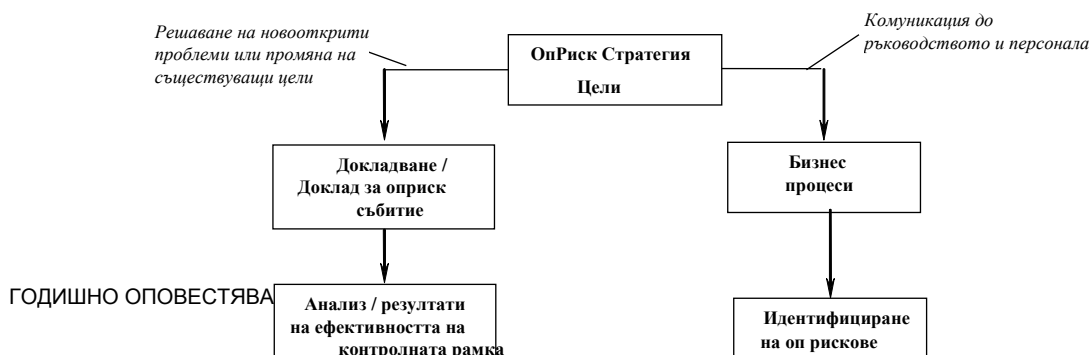 Решаване на новооткрити
проблеми или промяна на
съществуващи цели
Комуникация до
ръководството и персонала
ОпРиск Стратегия
Цели
Докладване /
Доклад за оприск
събитие
Бизнес
процеси
ГОДИШНО ОПОВЕСТЯВА
Анализ / резултати
на ефективността на
контролната рамка
Идентифициране
на оп рискове